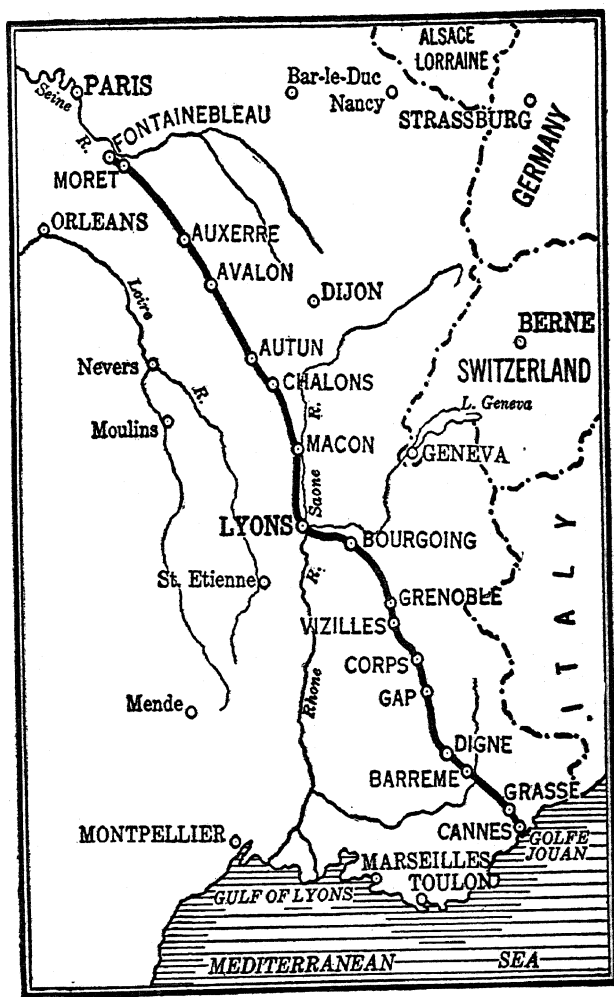 ALSACE
LORRAINE
Bar-le-Duc
Nancy
STRASSBURG
GERMANY
PARIS
Seine
R.
FONTAINEBLEAU
MORET
ORLEANS
AUXERRE
AVALON
DIJON
Loire
R.
BERNE
SWITZERLAND
L. Geneva
GENEVA
AUTUN
CHALONS
Nevers
Moulins
R.
Saone
MACON
LYONS
BOURGOING
ITALY
St. Etienne
R.
Rhone
GRENOBLE
VIZILLES
CORPS
GAP
Mende
DIGNE
BARREME
GRASSE
CANNES
GOLFE
JOUAN
MONTPELLIER
MARSEILLES
TOULON
GULF OF LYONS
MEDITERRANEAN SEA